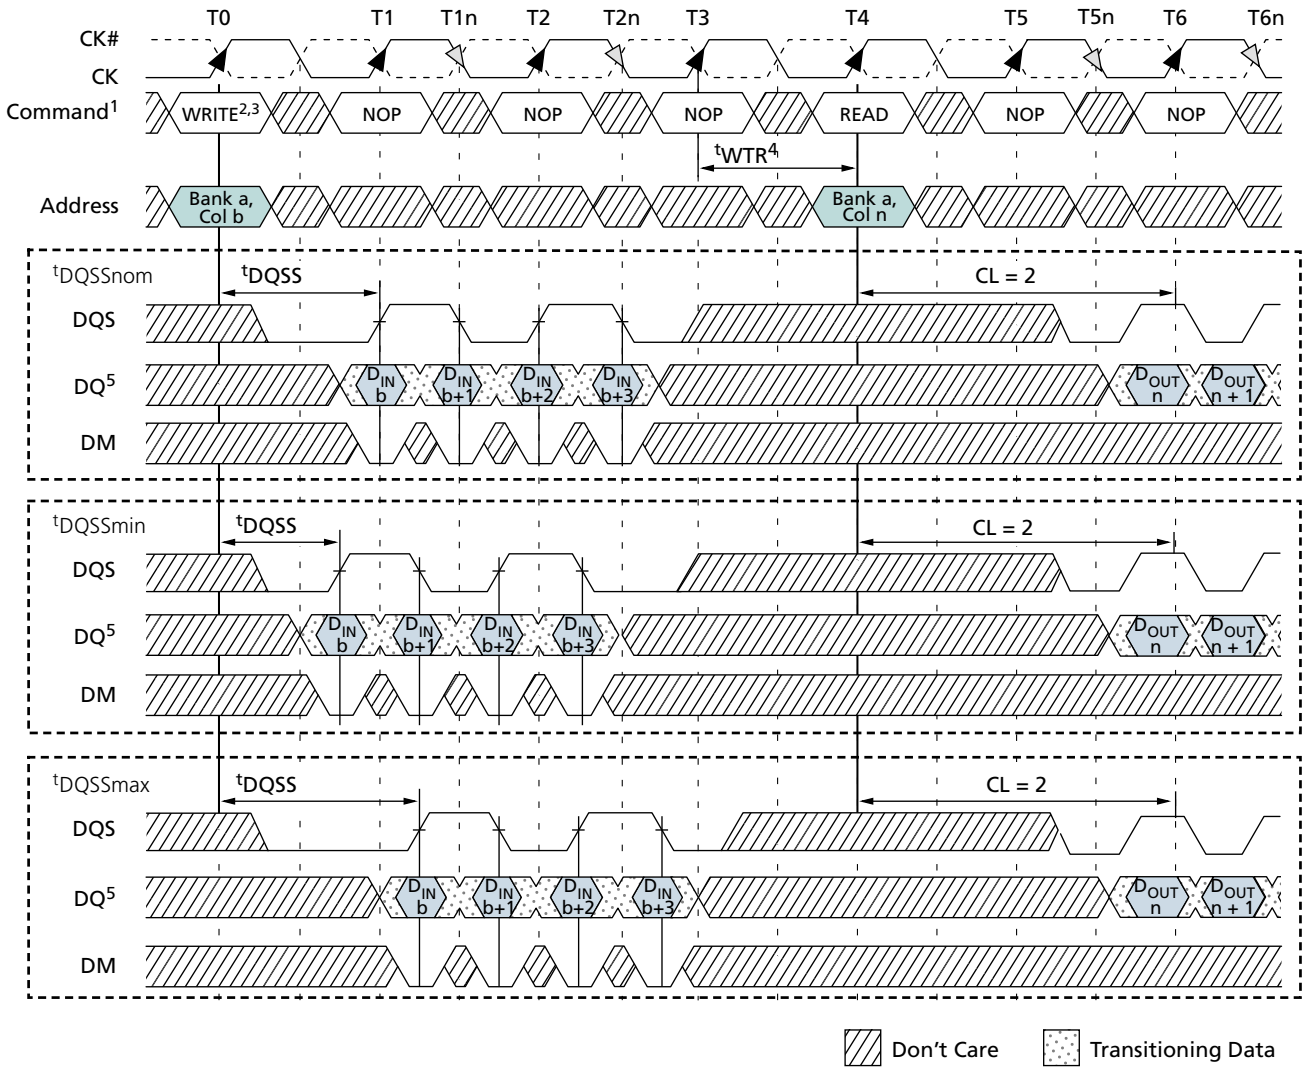 T0 T1 T1n T2 T2n T3 T4 T5 T5n T6 T6n
CK#
CK
Command1 WRITE2,3 NOP NOP NOP READ NOP NOP
tWTR4
Address Bank a, Col b Bank a, Col n
tDQSSnom tDQSS CL = 2
DQS
DQ5 DIN b DIN b+1 DIN b+2 DIN b+3 DOUT n DOUT n + 1
DM
tDQSSmin tDQSS CL = 2
DQS
DQ5 DIN b DIN b+1 DIN b+2 DIN b+3 DOUT n DOUT n + 1
DM
tDQSSmax tDQSS CL = 2
DQS
DQ5 DIN b DIN b+1 DIN b+2 DIN b+3 DOUT n DOUT n + 1
DM
Don't Care Transitioning Data